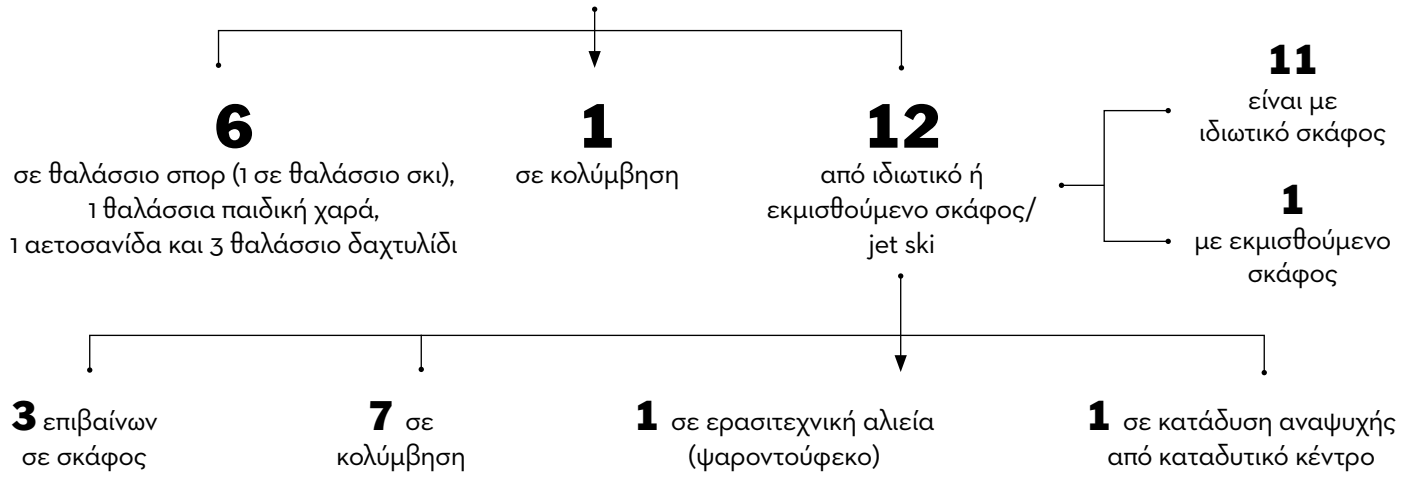 6
σε θαλάσσιο σπορ (1 σε θαλάσσιο σκι),
1 θαλάσσια παιδική χαρά,
1 αετοσανίδα και 3 θαλάσσιο δαχτυλίδι
1
σε κολύμβηση
12
από ιδιωτικό ή
εκμισθούμενο σκάφος/
jet ski
11
είναι με
ιδιωτικό σκάφος
1
με εκμισθούμενο
σκάφος
3 επιβαίνων
σε σκάφος
7 σε
κολύμβηση
1 σε ερασιτεχνική αλιεία
(ψαροντούφεκο)
1 σε κατάδυση αναψυχής
από καταδυτικό κέντρο